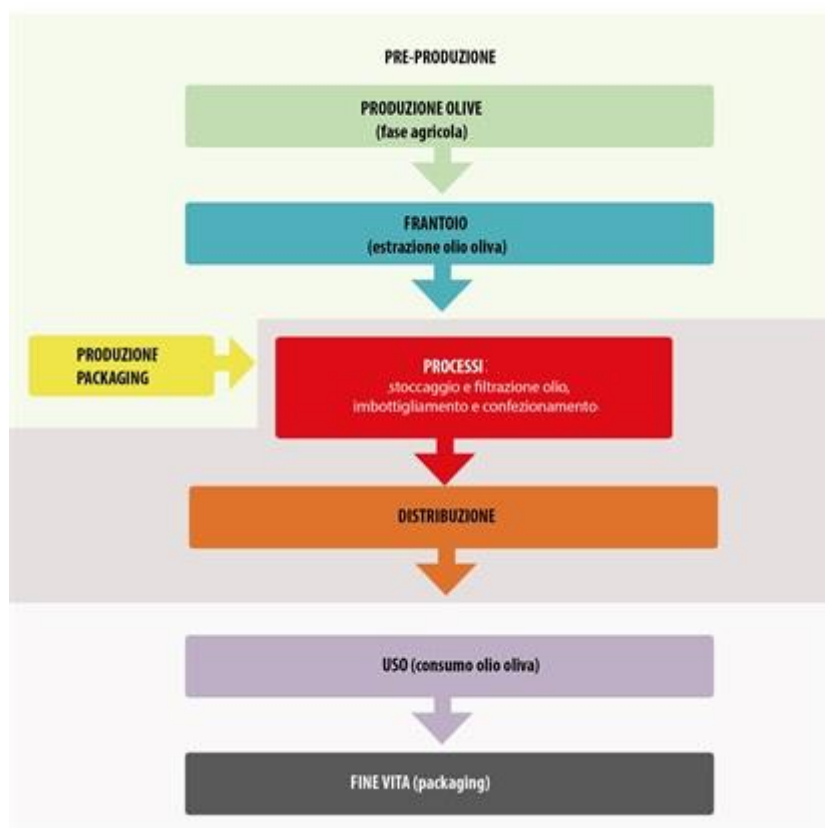 PRE-PRODUZIONE
PRODUZIONE OLIVE
(fase agricola)
FRANTOIO
(estrazione olio oliva)
PRODUZIONE
PACKAGING
PROCESSI:
stoccaggio e filtrazione olio,
imbottigliamento e confezionamento
DISTRIBUZIONE
USO (consumo olio oliva)
FINE VITA (packaging)